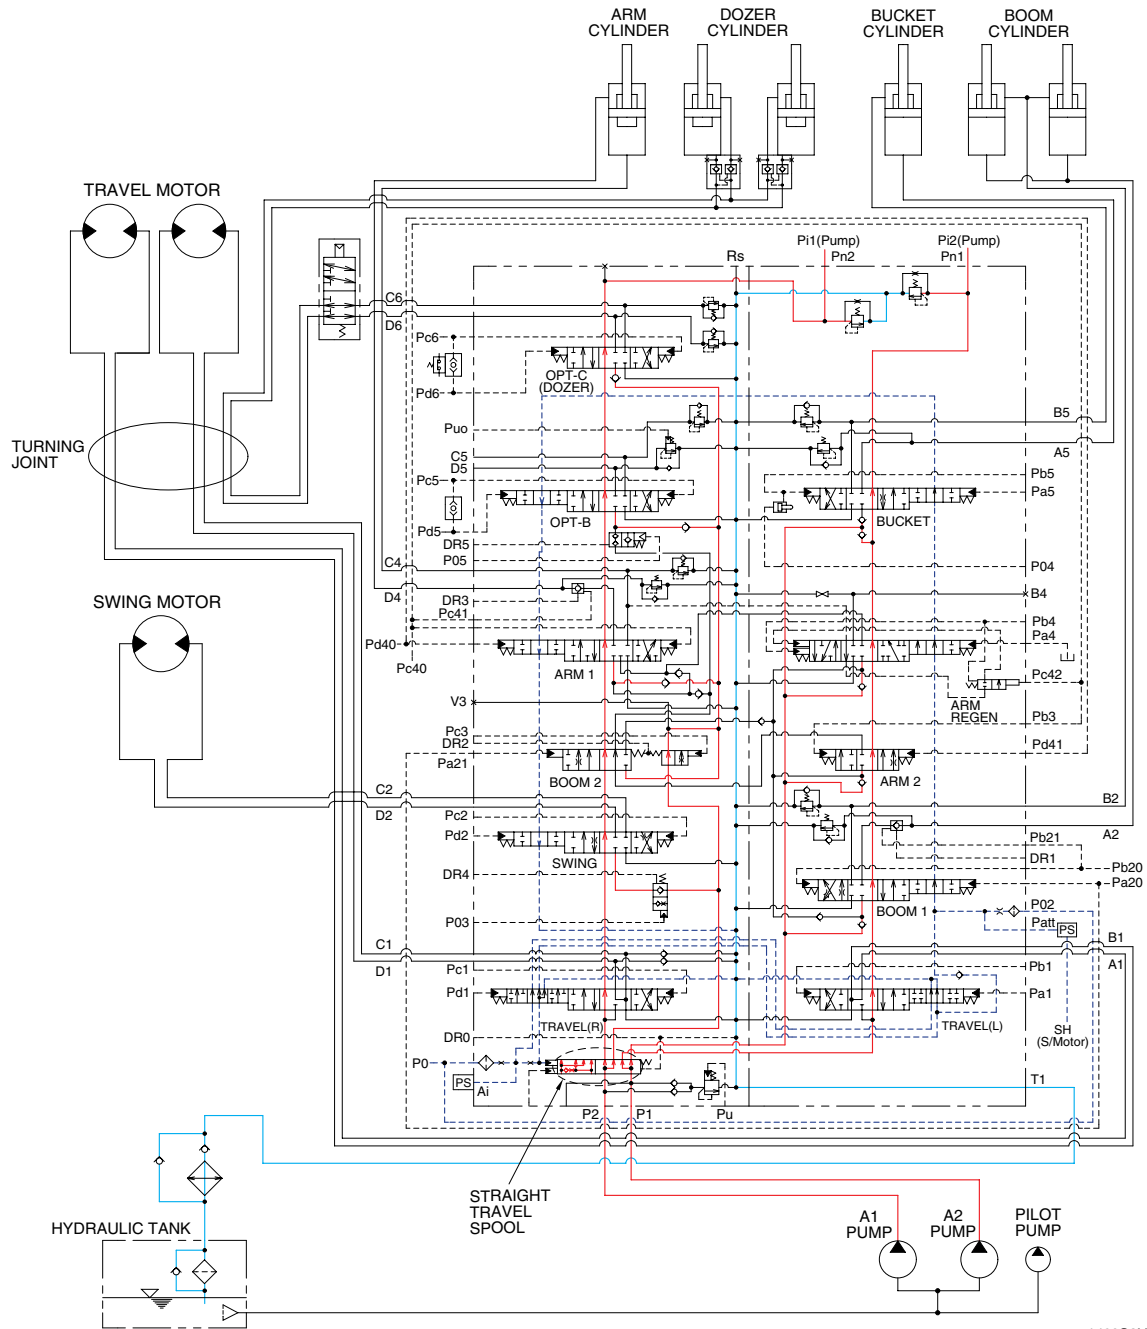 ARM
CYLINDER
DOZER
CYLINDER
BUCKET
CYLINDER
BOOM
CYLINDER
TRAVEL MOTOR
Pi1(Pump)
Pn2
Pi2(Pump)
Pn1
Rs
C6
D6
Pc6
Pd6
OPT-C
(DOZER)
Puo
C5
D5
Pc5
Pd5
OPT-B
DR5
P05
C4
D4
DR3
Pc41
Pd40
Pc40
ARM 1
V3
Pc3
DR2
Pa21
BOOM 2
C2
D2
Pc2
Pd2
SWING
DR4
P03
C1
D1
Pc1
Pd1
TRAVEL(R)
DR0
P0
PS
Ai
P2
P1
Pu
B5
A5
Pb5
Pa5
BUCKET
P04
B4
Pb4
Pa4
Pc42
ARM
REGEN
Pb3
Pd41
ARM 2
B2
A2
Pb21
DR1
Pb20
Pa20
BOOM 1
P02
Patt
PS
B1
A1
Pb1
Pa1
TRAVEL(L)
SH
(S/Motor)
T1
TURNING
JOINT
SWING MOTOR
STRAIGHT
TRAVEL
SPOOL
HYDRAULIC TANK
A1
PUMP
A2
PUMP
PILOT
PUMP